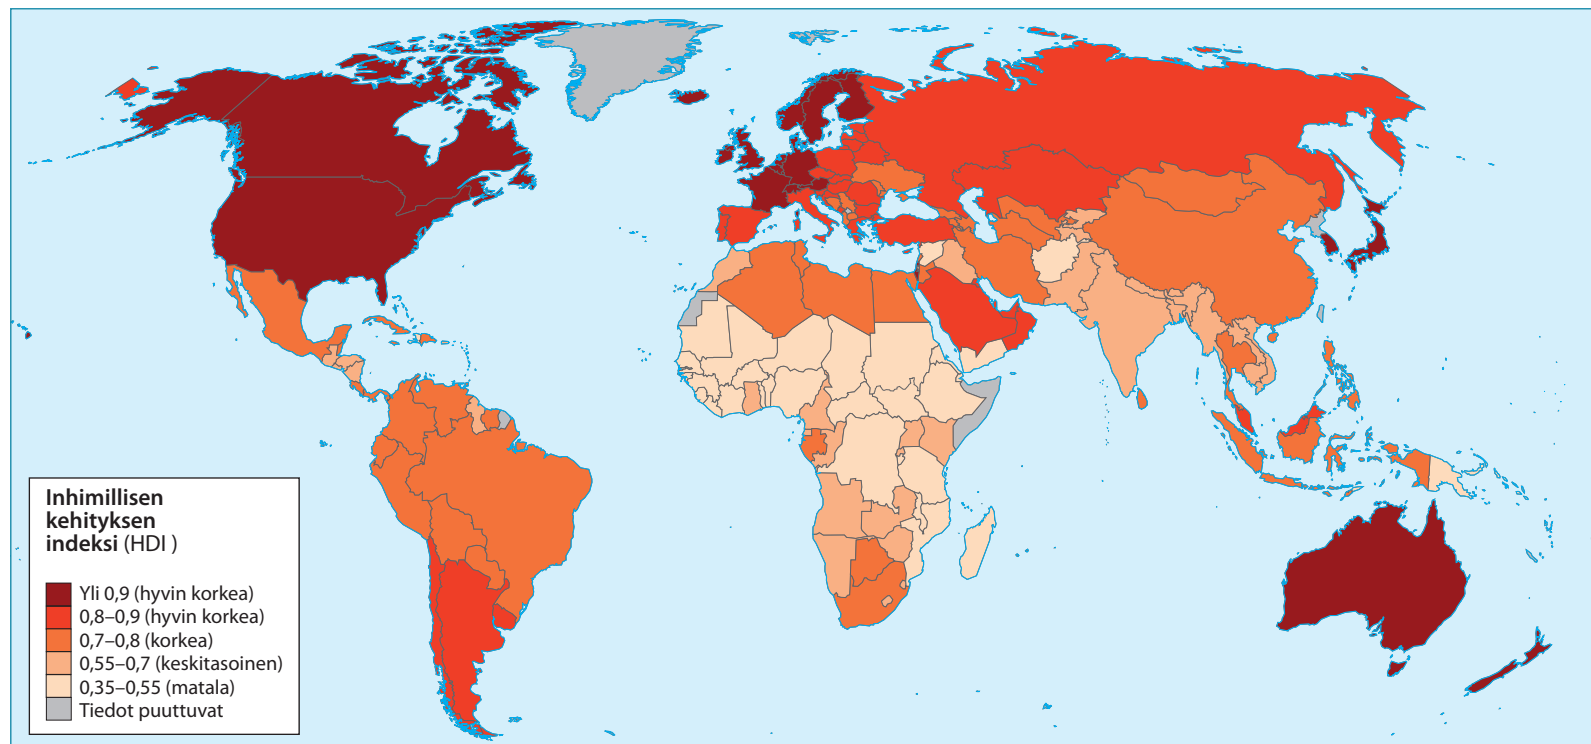 Inhimillisen
kehityksen
indeksi (HDI )
Yli 0,9 (hyvin korkea)
0,8–0,9 (hyvin korkea)
0,7–0,8 (korkea)
0,55–0,7 (keskitasoinen)
0,35–0,55 (matala)
Tiedot puuttuvat